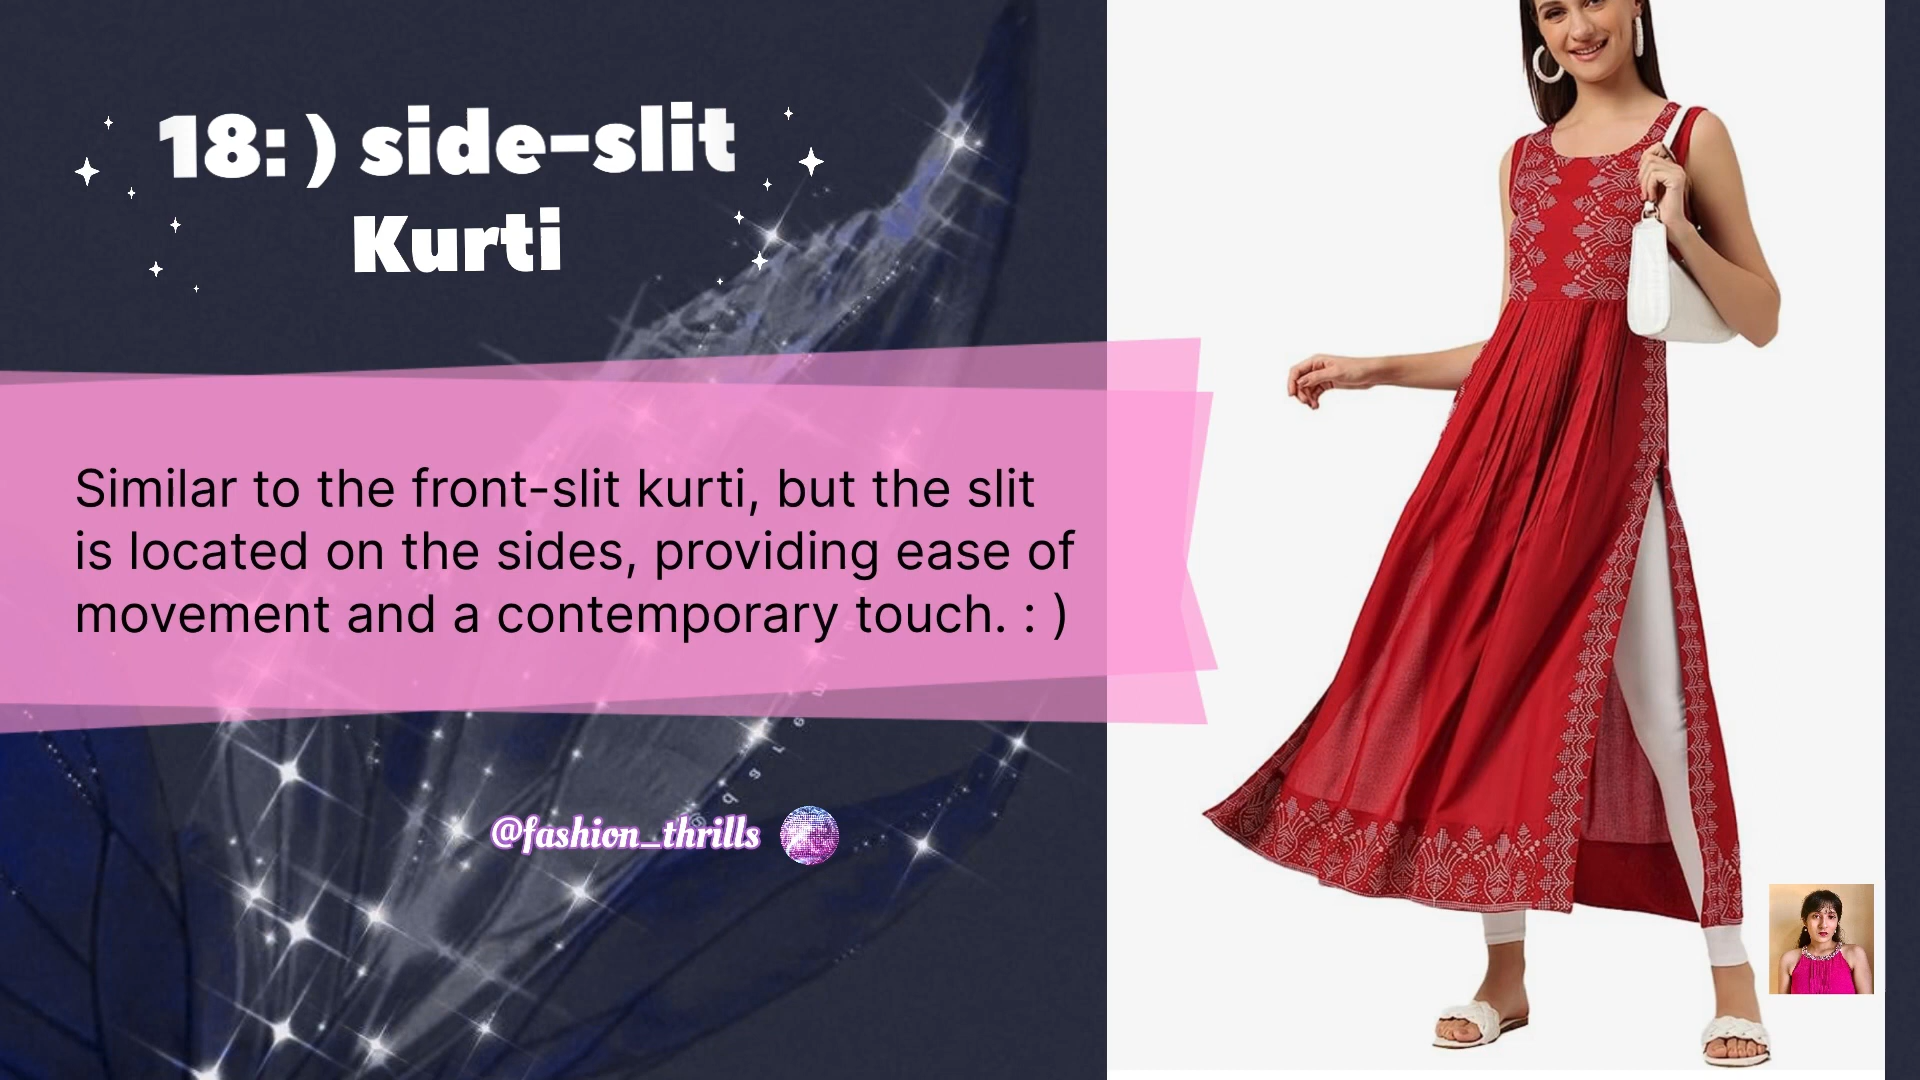 18: ) side-slit
Kurti
Similar to the front-slit kurti, but the slit
is located on the sides, providing ease of
movement and a contemporary touch. : )
@fashion_thrills